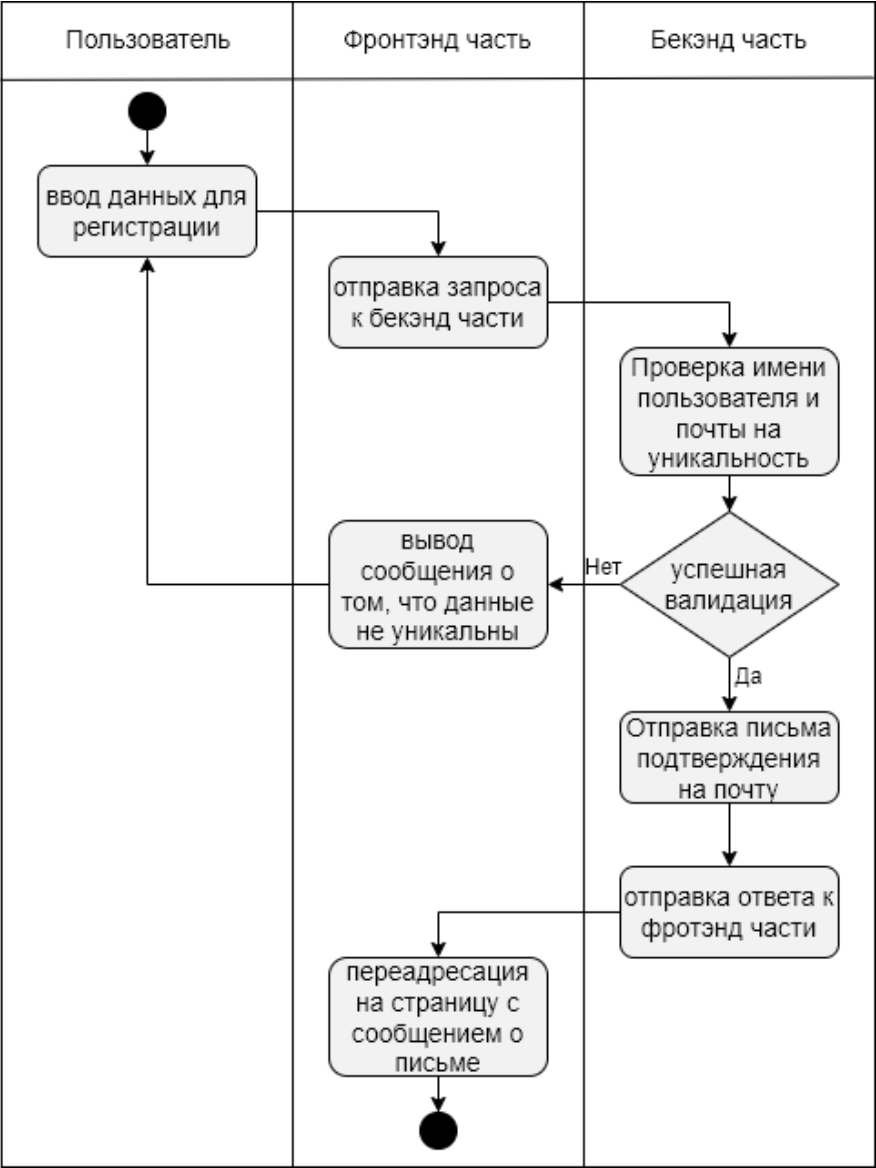 Пользователь
Фронтэнд часть
Бекэнд часть
ввод данных для
регистрации
отправка запроса
к бекэнд части
Проверка имени
пользователя и
почты на
уникальность
успешная
валидация
Нет
вывод
сообщения о
том, что данные
не уникальны
Да
Отправка письма
подтверждения
на почту
отправка ответа к
фротэнд части
переадресация
на страницу с
сообщением о
письме